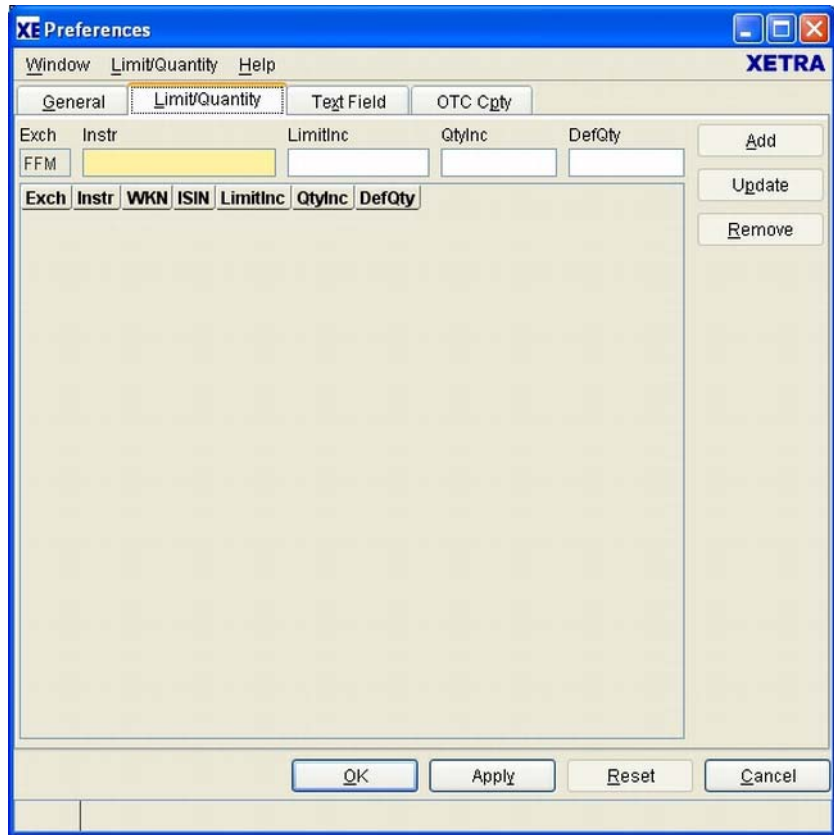 XE Preferences
Window Limit/Quantity Help XETRA
General Limit/Quantity Text Field OTC Cpty
Exch Instr LimitInc QtyInc DefQty Add
FFM
Update
Exch Instr WKN ISIN LimitInc QtyInc DefQty
Remove
OK Apply Reset Cancel